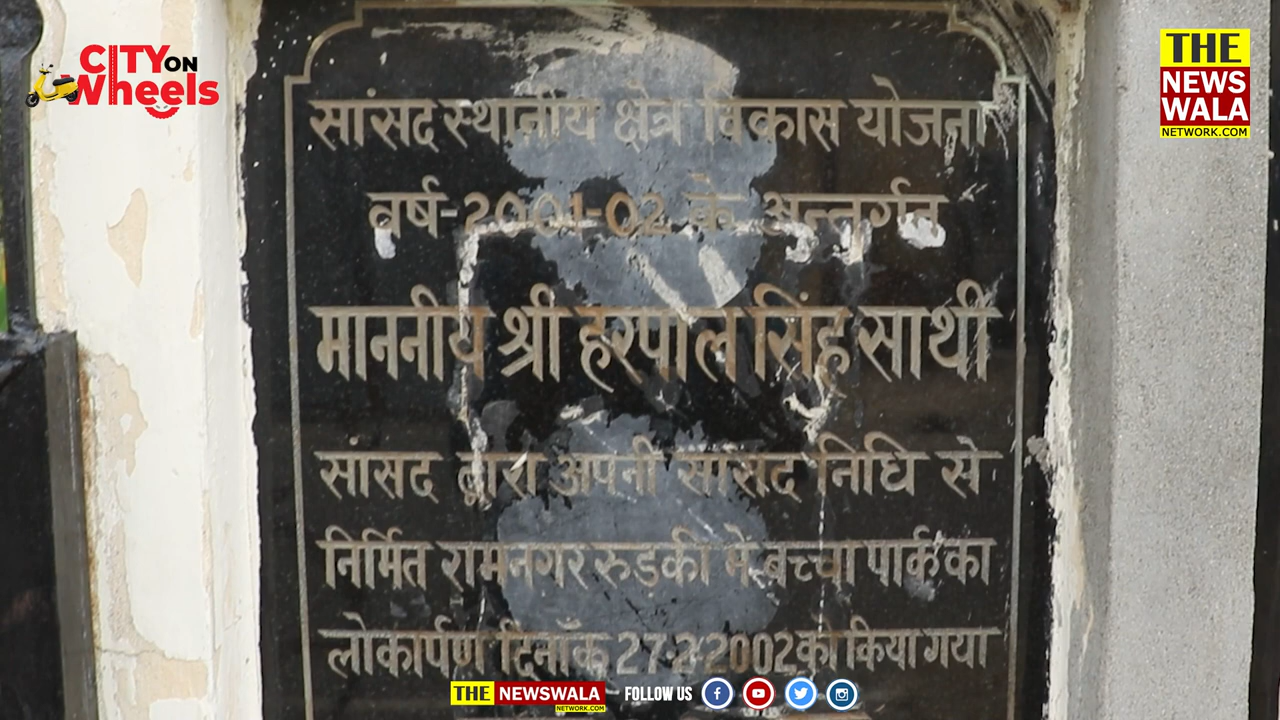 CITY ON
Wheels
THE
NEWS
WALA
NETWORK.COM
सांसद स्थानीय क्षेत्र विकास योजना
वर्ष-2001-02 के अन्तर्गत
माननीय श्री हरपाल सिंह साथी
सांसद द्वारा अपनी सांसद निधि से
निर्मित रामनगर रुड़की मे बच्चा पार्क का
लोकार्पण दिनाँक 27-2-2002 को किया गया
THE NEWSWALA
NETWORK.COM
FOLLOW US